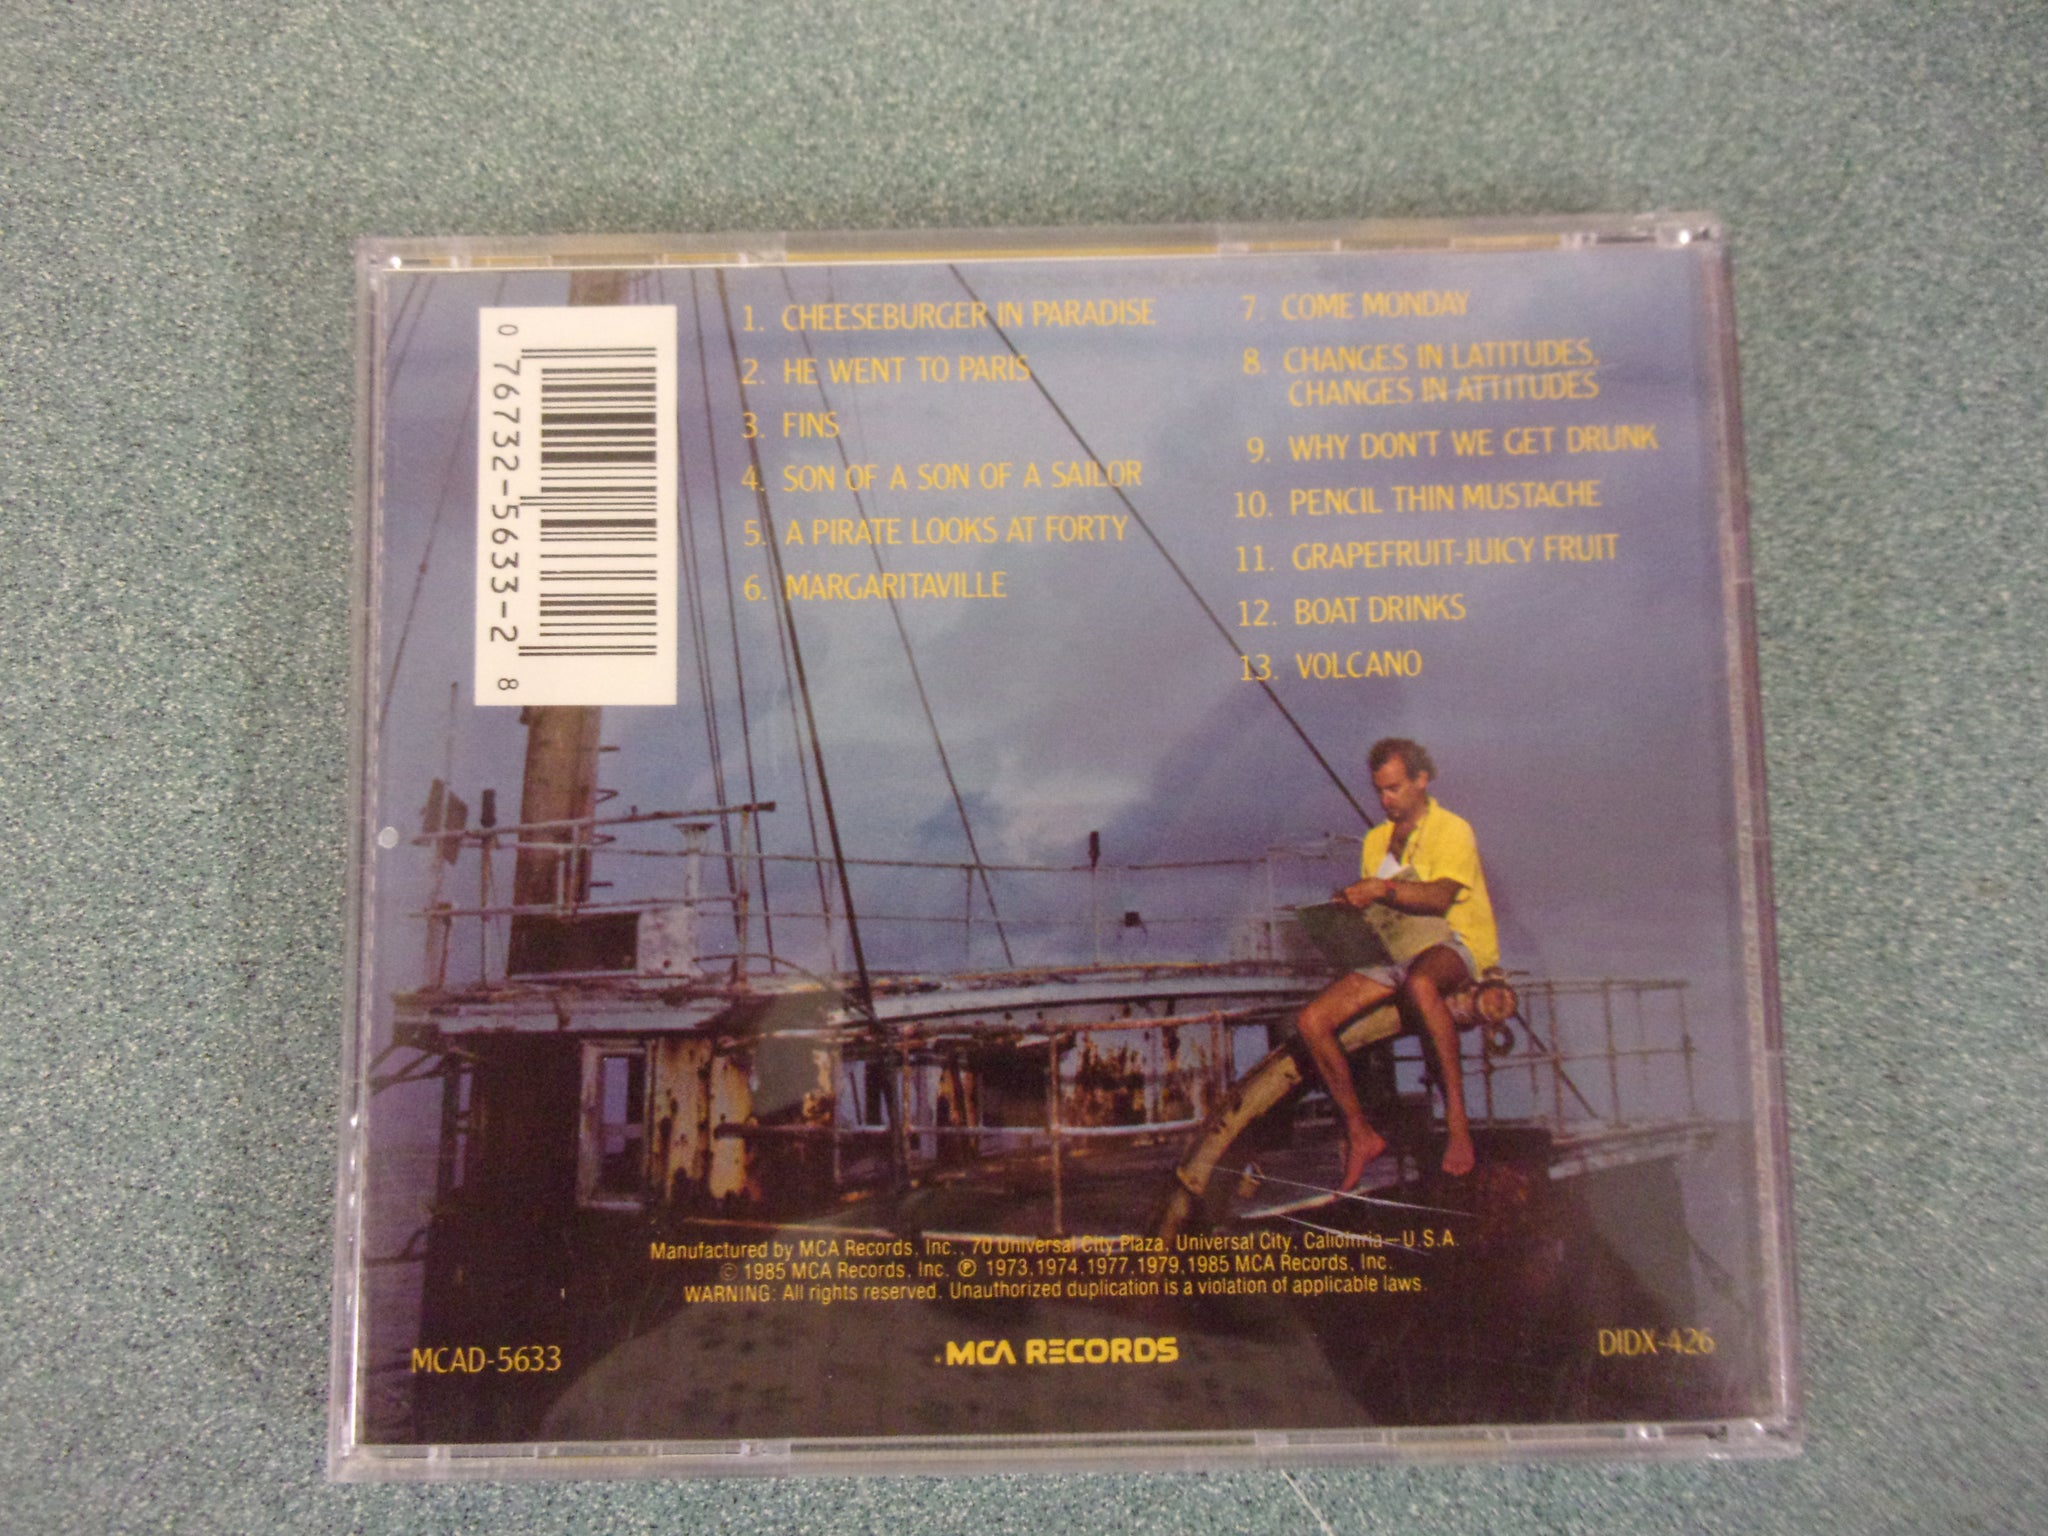 0 76732-5633-2 8
1. CHEESEBURGER IN PARADISE
2. HE WENT TO PARIS
3. FINS
4. SON OF A SON OF A SAILOR
5. A PIRATE LOOKS AT FORTY
6. MARGARITAVILLE
7. COME MONDAY
8. CHANGES IN LATITUDES,
CHANGES IN ATTITUDES
9. WHY DON'T WE GET DRUNK
10. PENCIL THIN MUSTACHE
11. GRAPEFRUIT-JUICY FRUIT
12. BOAT DRINKS
13. VOLCANO
Manufactured by MCA Records, Inc., 70 Universal City Plaza, Universal City, California—U.S.A.
© 1985 MCA Records, Inc. ℗ 1973,1974,1977,1979,1985 MCA Records, Inc.
WARNING: All rights reserved. Unauthorized duplication is a violation of applicable laws.
MCAD-5633
MCA RECORDS
DIDX-426